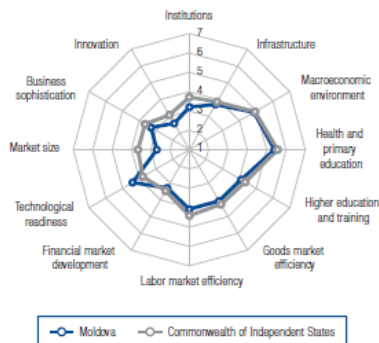 Institutions
7
Innovation
6
Infrastructure
5
Business
sophistication
4
Macroeconomic
environment
3
2
Market size
1
Health and
primary
education
Technological
readiness
Higher education
and training
Financial market
development
Goods market
efficiency
Labor market efficiency
Moldova
Commonwealth of Independent States